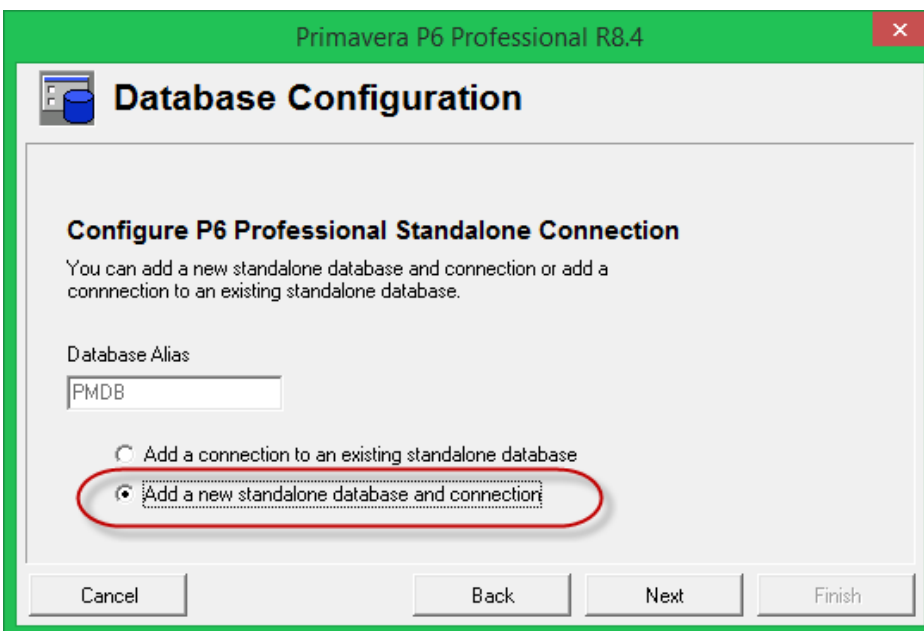 Primavera P6 Professional R8.4
Database Configuration
Configure P6 Professional Standalone Connection
You can add a new standalone database and connection or add a
connnection to an existing standalone database.
Database Alias
PMDB
Add a connection to an existing standalone database
Add a new standalone database and connection
Cancel
Back
Next
Finish